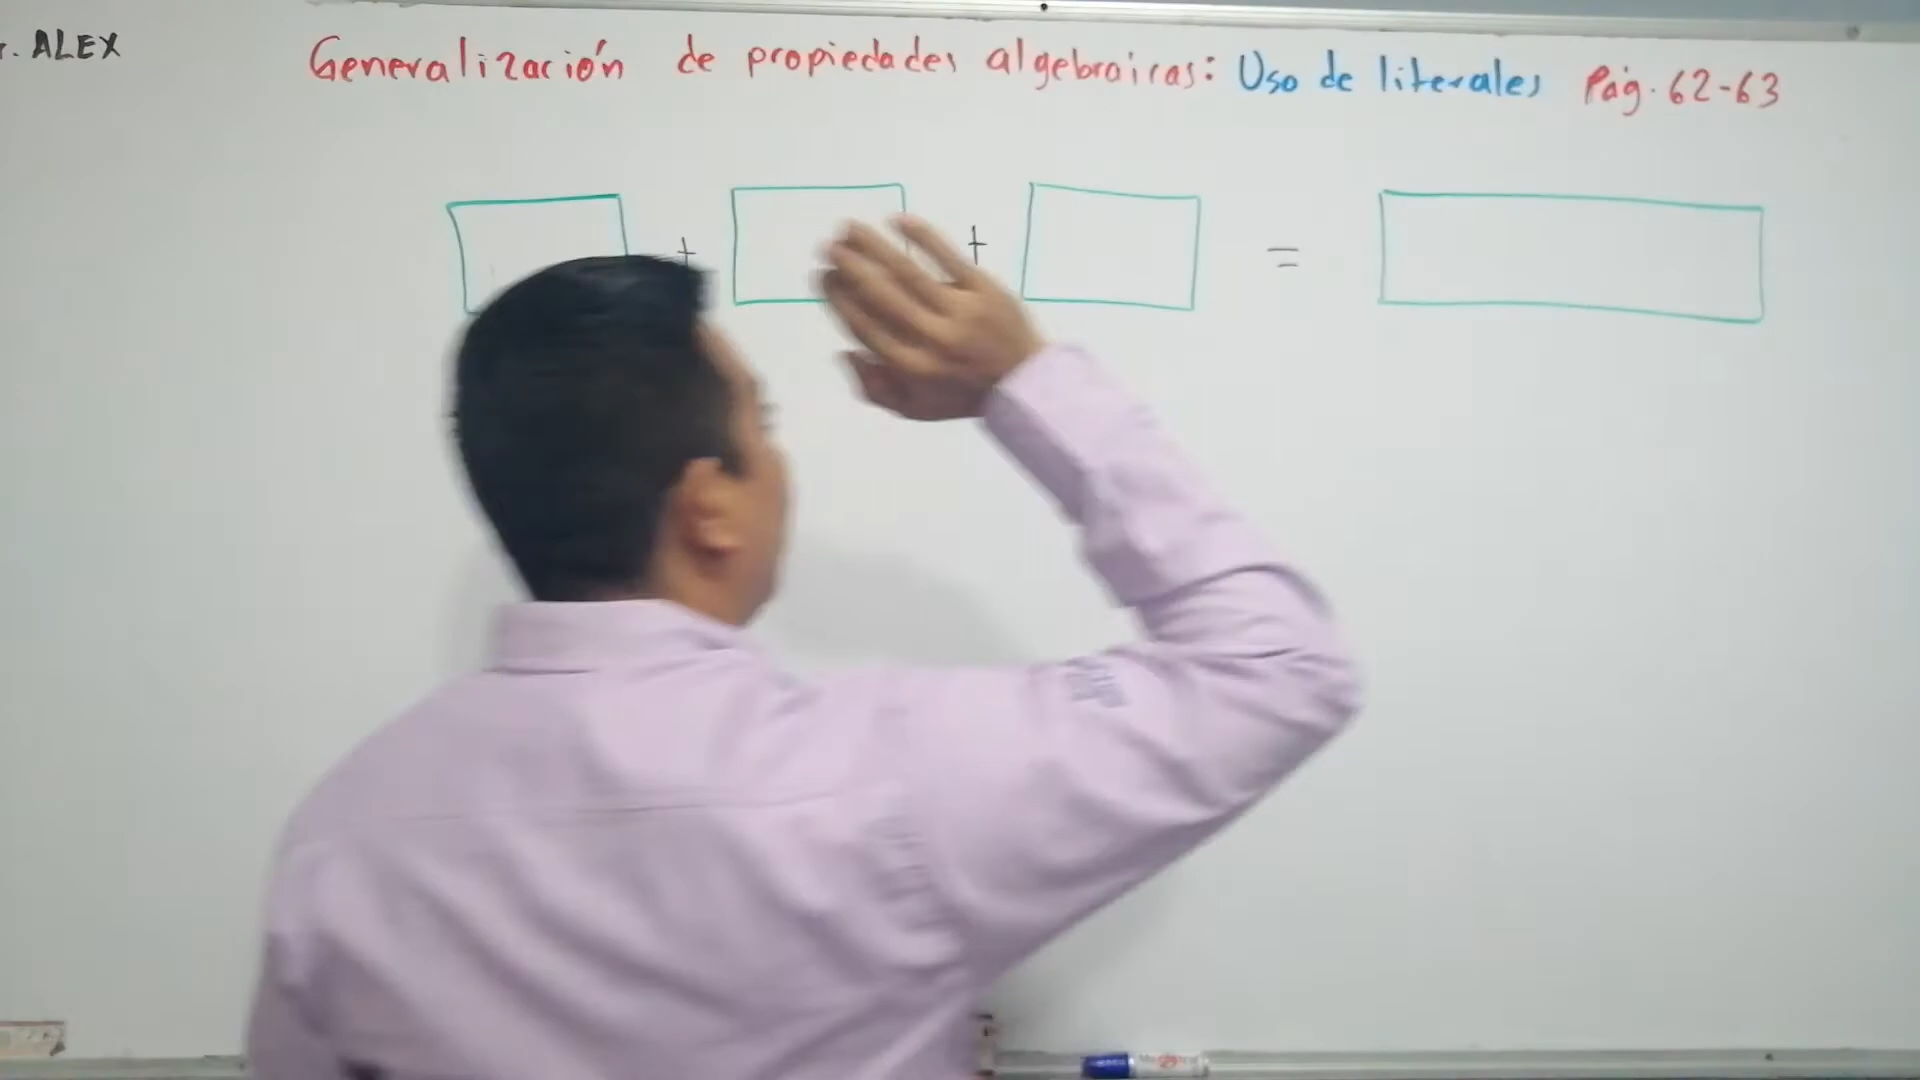 . ALEX
Generalización de propiedades algebraicas: Uso de literales Pág. 62-63
+ + =